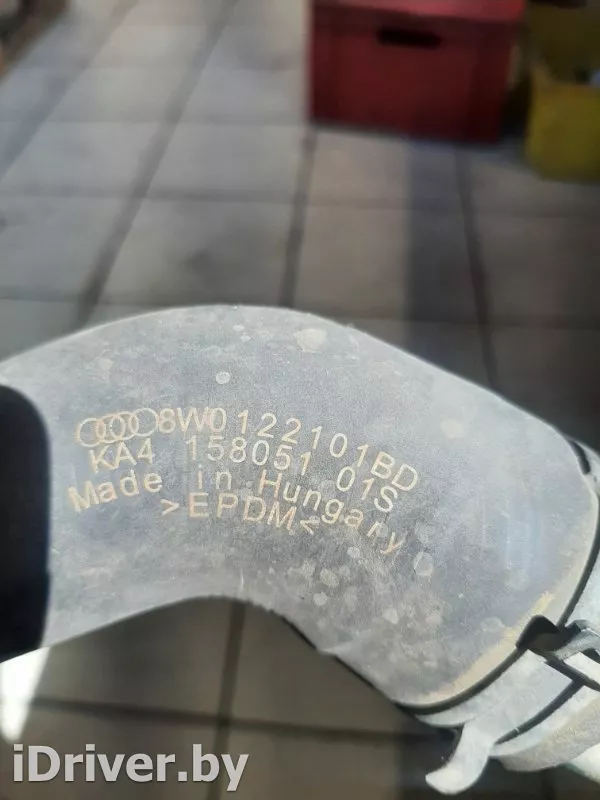 8W0122101BD
KA4 158051 01S
Made in Hungary
>EPDM<
iDriver.by